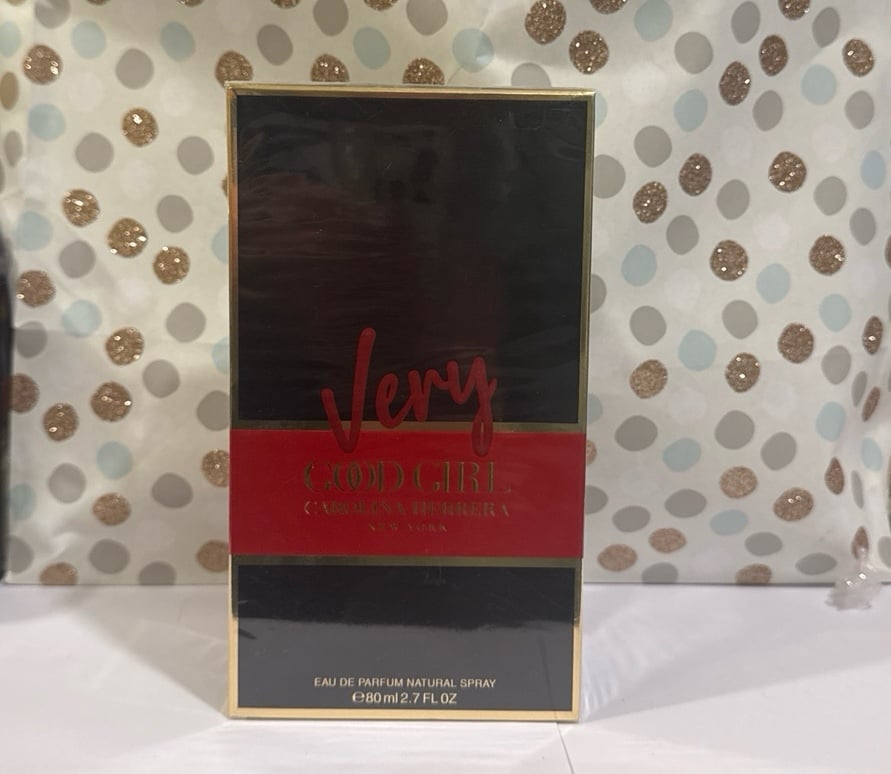 Very
GOOD GIRL
CAROLINA HERRERA
NEW YORK
EAU DE PARFUM NATURAL SPRAY
℮80 ml 2.7 FL OZ